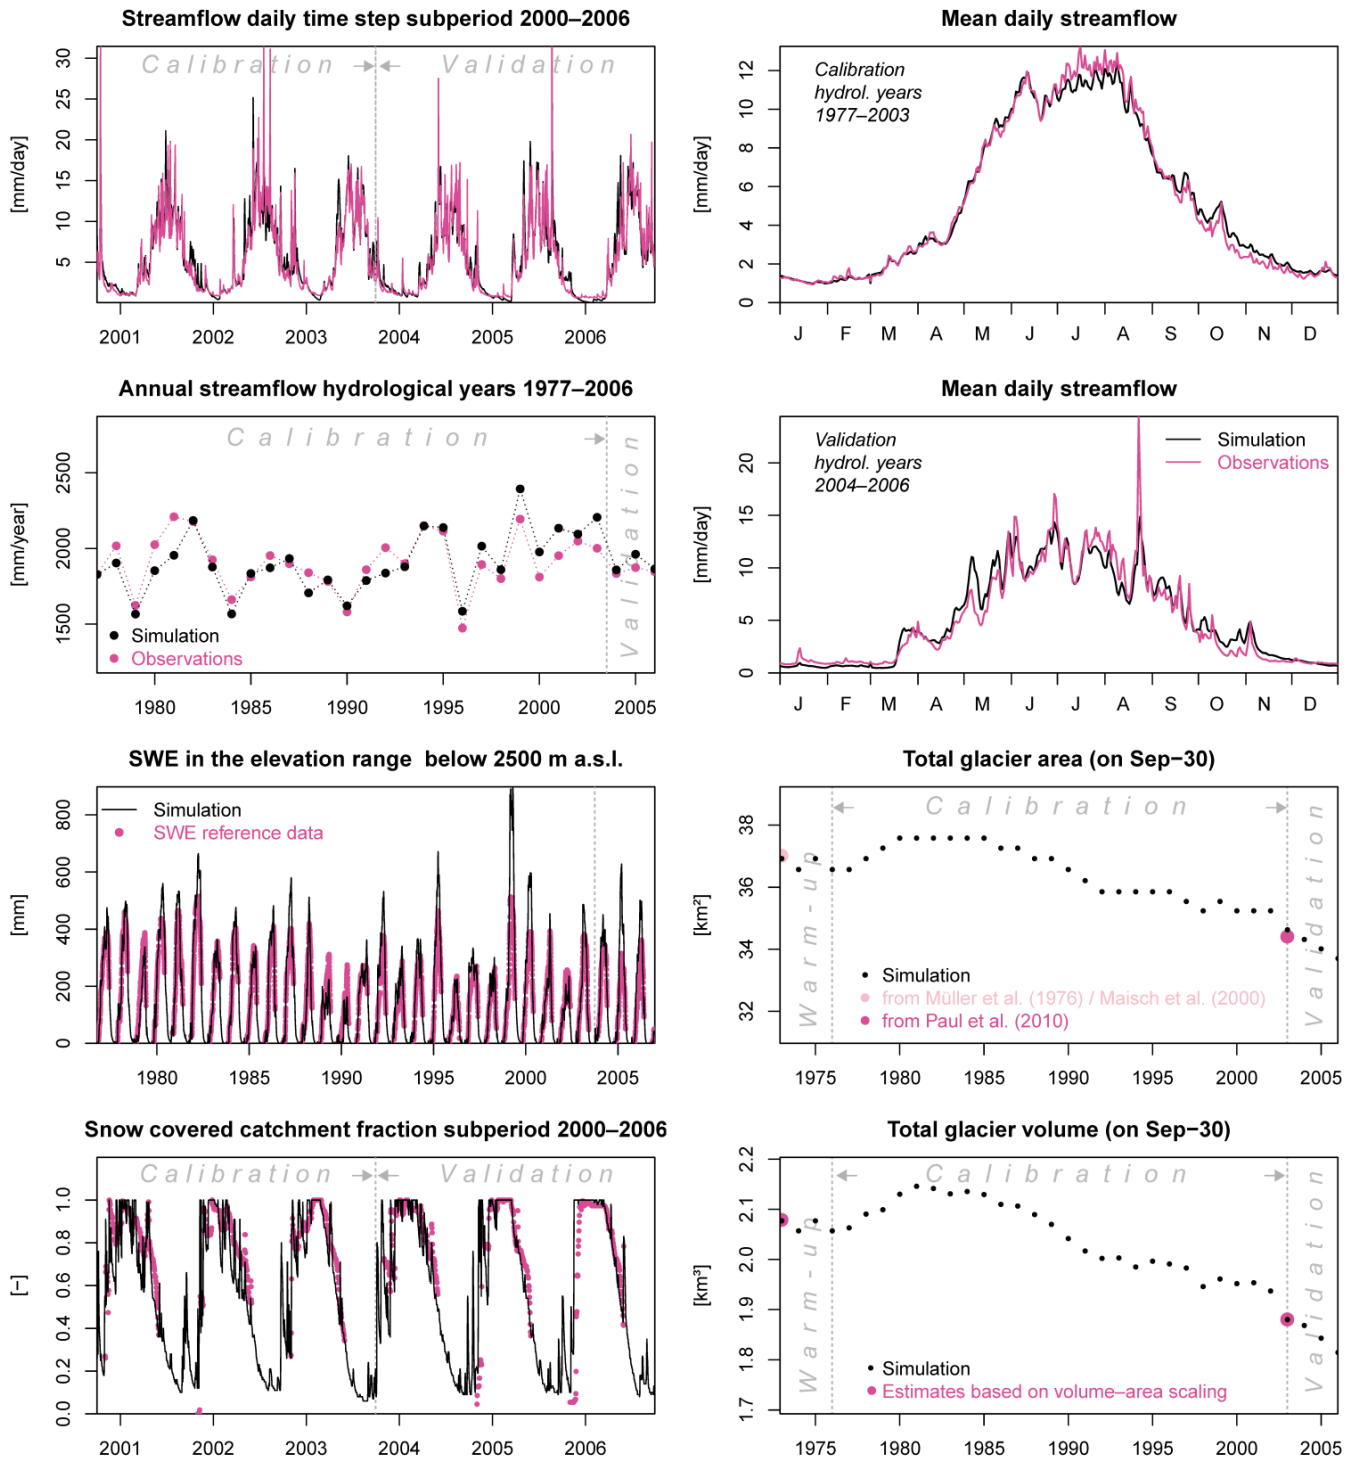 Streamflow daily time step subperiod 2000–2006
Calibration
Validation
[mm/day]
30
25
20
15
10
5
2001 2002 2003 2004 2005 2006
Mean daily streamflow
Calibration
hydrol. years
1977–2003
[mm/day]
12
10
8
6
4
2
0
J F M A M J J A S O N D
Annual streamflow hydrological years 1977–2006
Calibration
Validation
[mm/year]
2500
2000
1500
Simulation
Observations
1980 1985 1990 1995 2000 2005
Mean daily streamflow
Validation
hydrol. years
2004–2006
Simulation
Observations
[mm/day]
20
15
10
5
0
J F M A M J J A S O N D
SWE in the elevation range below 2500 m a.s.l.
Simulation
SWE reference data
[mm]
800
600
400
200
0
1980 1985 1990 1995 2000 2005
Total glacier area (on Sep−30)
Warm-up
Calibration
Validation
[km²]
38
36
34
32
Simulation
from Müller et al. (1976) / Maisch et al. (2000)
from Paul et al. (2010)
1975 1980 1985 1990 1995 2000 2005
Snow covered catchment fraction subperiod 2000–2006
Calibration
Validation
[−]
1.0
0.8
0.6
0.4
0.2
0.0
2001 2002 2003 2004 2005 2006
Total glacier volume (on Sep−30)
Warm-up
Calibration
Validation
[km³]
2.2
2.1
2.0
1.9
1.8
1.7
Simulation
Estimates based on volume–area scaling
1975 1980 1985 1990 1995 2000 2005